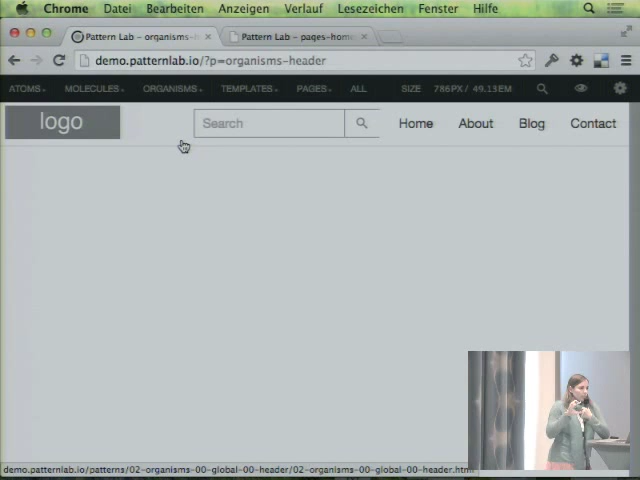 Chrome Datei Bearbeiten Anzeigen Verlauf Lesezeichen Fenster Hilfe
Pattern Lab - organisms-h Pattern Lab - pages-hom
demo.patternlab.io/?p=organisms-header
ATOMS MOLECULES ORGANISMS TEMPLATES PAGES ALL SIZE 786PX / 49.13EM
logo Search Home About Blog Contact
demo.patternlab.io/patterns/02-organisms-00-global-00-header/02-organisms-00-global-00-header.html